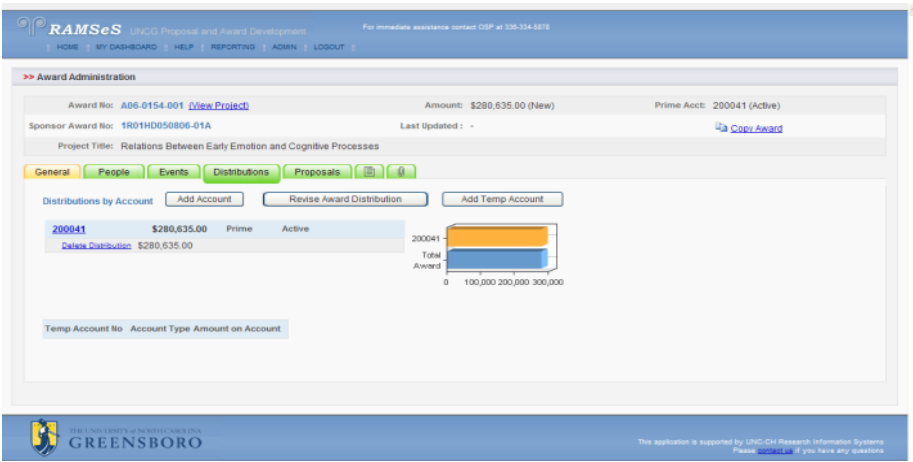 RAMSeS UNCG Proposal and Award Development For immediate assistance contact OSP at 336-334-5878
HOME | MY DASHBOARD | HELP | REPORTING | ADMIN | LOGOUT |
>> Award Administration
Award No: A06-0154-001 (View Project) Amount: $280,635.00 (New) Prime Acct: 200041 (Active)
Sponsor Award No: 1R01HD050806-01A Last Updated : - Copy Award
Project Title: Relations Between Early Emotion and Cognitive Processes
General People Events Distributions Proposals
Distributions by Account Add Account Revise Award Distribution Add Temp Account
200041 $280,635.00 Prime Active
Delete Distribution $280,635.00
200041
Total
Award
0 100,000 200,000 300,000
Temp Account No Account Type Amount on Account
THE UNIVERSITY of NORTH CAROLINA
GREENSBORO
This application is supported by UNC-CH Research Information Systems
Please contact us if you have any questions